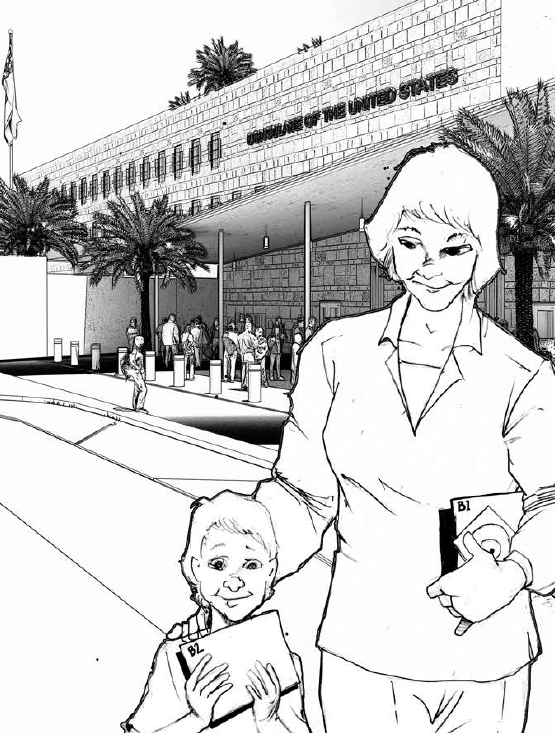 CONSULATE OF THE UNITED STATES
B1
B2